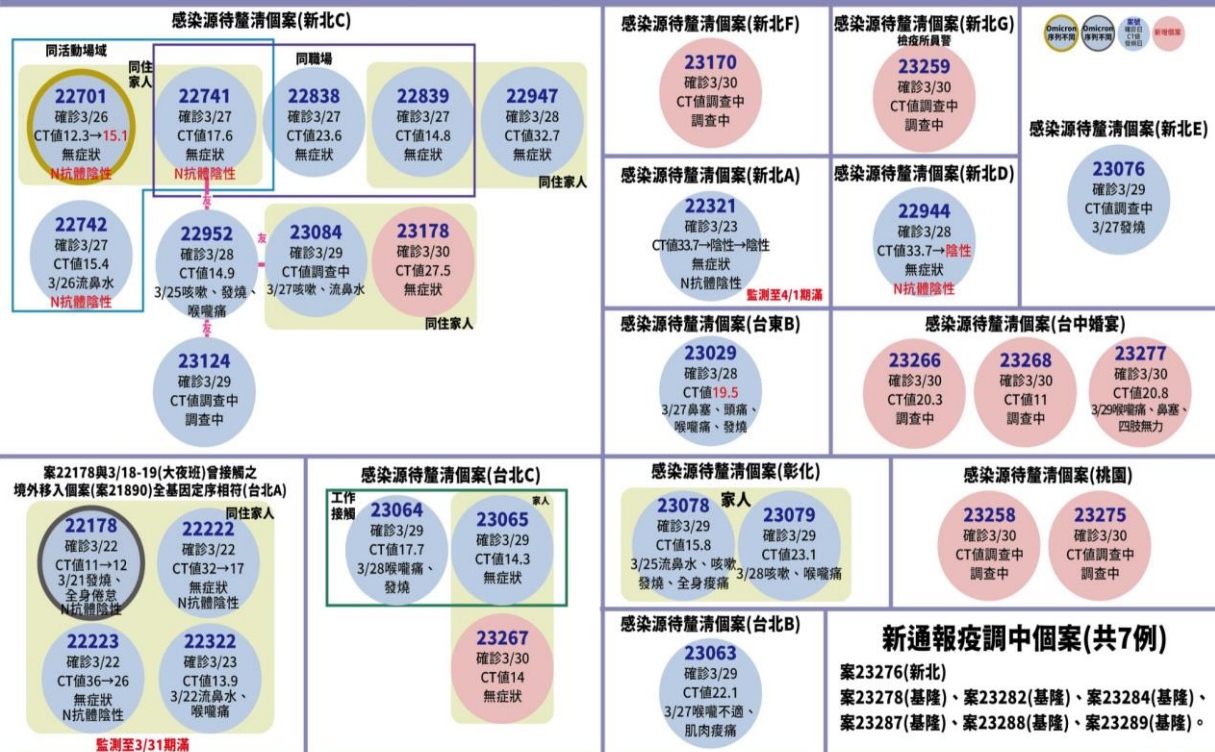 感染源待釐清個案(新北C)
同活動場域
同住
家人
同職場
22701
確診3/26
CT值12.3→15.1
無症狀
N抗體陰性
22741
確診3/27
CT值17.6
無症狀
N抗體陰性
22838
確診3/27
CT值23.6
無症狀
22839
確診3/27
CT值14.8
無症狀
22947
確診3/28
CT值32.7
無症狀
同住家人
友
22742
確診3/27
CT值15.4
3/26流鼻水
N抗體陰性
22952
確診3/28
CT值14.9
3/25咳嗽、發燒、
喉嚨痛
友
23084
確診3/29
CT值調查中
3/27咳嗽、流鼻水
23178
確診3/30
CT值27.5
無症狀
同住家人
友
23124
確診3/29
CT值調查中
調查中
感染源待釐清個案(新北F)
23170
確診3/30
CT值調查中
調查中
感染源待釐清個案(新北G)
檢疫所員警
23259
確診3/30
CT值調查中
調查中
Omicron
序列不同
Omicron
序列不同
案號
確診日
CT值
發病日
新增個案
感染源待釐清個案(新北E)
23076
確診3/29
CT值調查中
3/27發燒
感染源待釐清個案(新北A)
22321
確診3/23
CT值33.7→陰性→陰性
無症狀
N抗體陰性
監測至4/1期滿
感染源待釐清個案(新北D)
22944
確診3/28
CT值33.7→陰性
無症狀
N抗體陰性
感染源待釐清個案(台東B)
23029
確診3/28
CT值19.5
3/27鼻塞、頭痛、
喉嚨痛、發燒
感染源待釐清個案(台中婚宴)
23266
確診3/30
CT值20.3
調查中
23268
確診3/30
CT值11
調查中
23277
確診3/30
CT值20.8
3/29喉嚨痛、鼻塞、
四肢無力
案22178與3/18-19(大夜班)曾接觸之
境外移入個案(案21890)全基因定序相符(台北A)
同住家人
22178
確診3/22
CT值11→12
3/21發燒、
全身倦怠
N抗體陰性
22222
確診3/22
CT值32→17
無症狀
N抗體陰性
22223
確診3/22
CT值36→26
無症狀
N抗體陰性
22322
確診3/23
CT值13.9
3/22流鼻水、
喉嚨痛
監測至3/31期滿
感染源待釐清個案(台北C)
工作
接觸
家人
23064
確診3/29
CT值17.7
3/28喉嚨痛、
發燒
23065
確診3/29
CT值14.3
無症狀
23267
確診3/30
CT值14
無症狀
感染源待釐清個案(彰化)
家人
23078
確診3/29
CT值15.8
3/25流鼻水、咳嗽
發燒、全身痠痛
23079
確診3/29
CT值23.1
3/28咳嗽、喉嚨痛
感染源待釐清個案(桃園)
23258
確診3/30
CT值調查中
調查中
23275
確診3/30
CT值調查中
調查中
感染源待釐清個案(台北B)
23063
確診3/29
CT值22.1
3/27喉嚨不適、
肌肉痠痛
新通報疫調中個案(共7例)
案23276(新北)
案23278(基隆)、案23282(基隆)、案23284(基隆)、
案23287(基隆)、案23288(基隆)、案23289(基隆)。